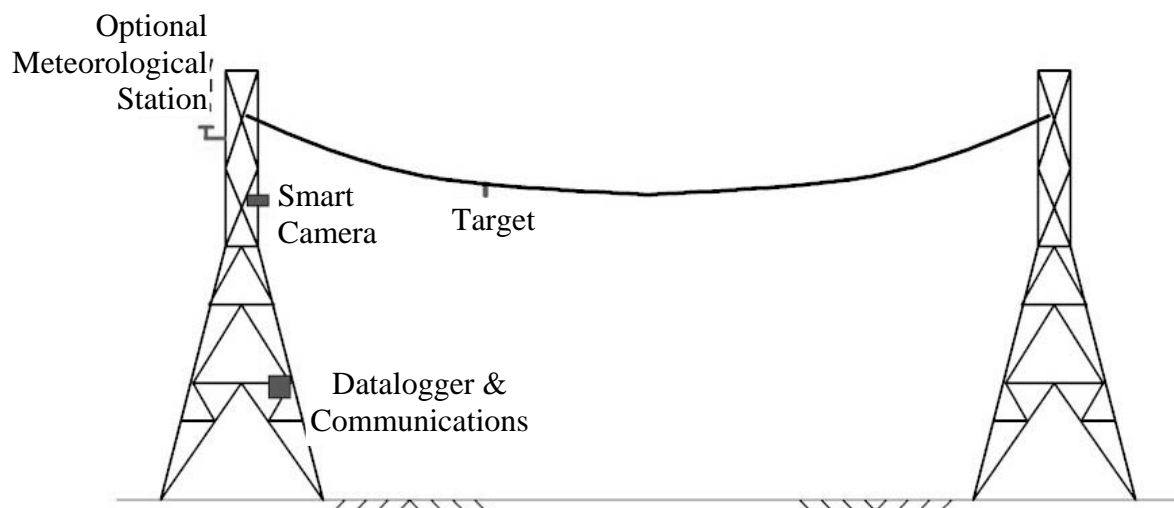 Optional
Meteorological
Station
Smart
Camera
Target
Datalogger &
Communications